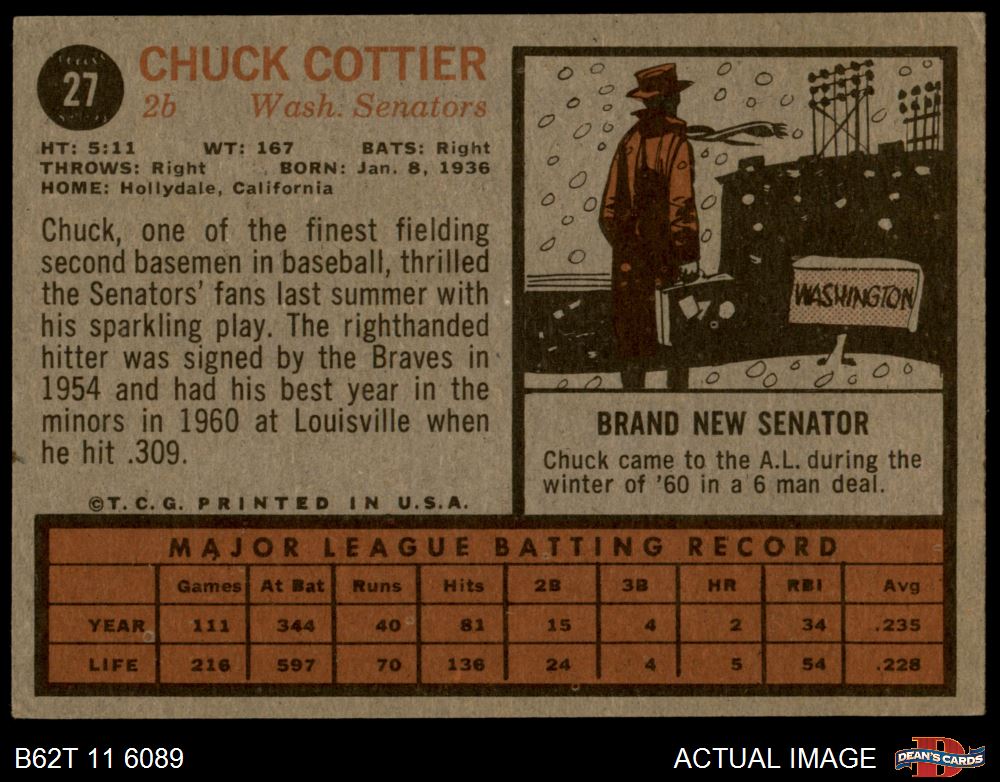 27
CHUCK COTTIER
2b Wash. Senators
HT: 5:11 WT: 167 BATS: Right
THROWS: Right BORN: Jan. 8, 1936
HOME: Hollydale, California
Chuck, one of the finest fielding
second basemen in baseball, thrilled
the Senators' fans last summer with
his sparkling play. The righthanded
hitter was signed by the Braves in
1954 and had his best year in the
minors in 1960 at Louisville when
he hit .309.
©T.C.G. PRINTED IN U.S.A.
WASHINGTON
BRAND NEW SENATOR
Chuck came to the A.L. during the
winter of '60 in a 6 man deal.
MAJOR LEAGUE BATTING RECORD
Games At Bat Runs Hits 2B 3B HR RBI Avg
YEAR 111 344 40 81 15 4 2 34 .235
LIFE 216 597 70 136 24 4 5 54 .228
B62T 11 6089
ACTUAL IMAGE
D
DEAN'S CARDS